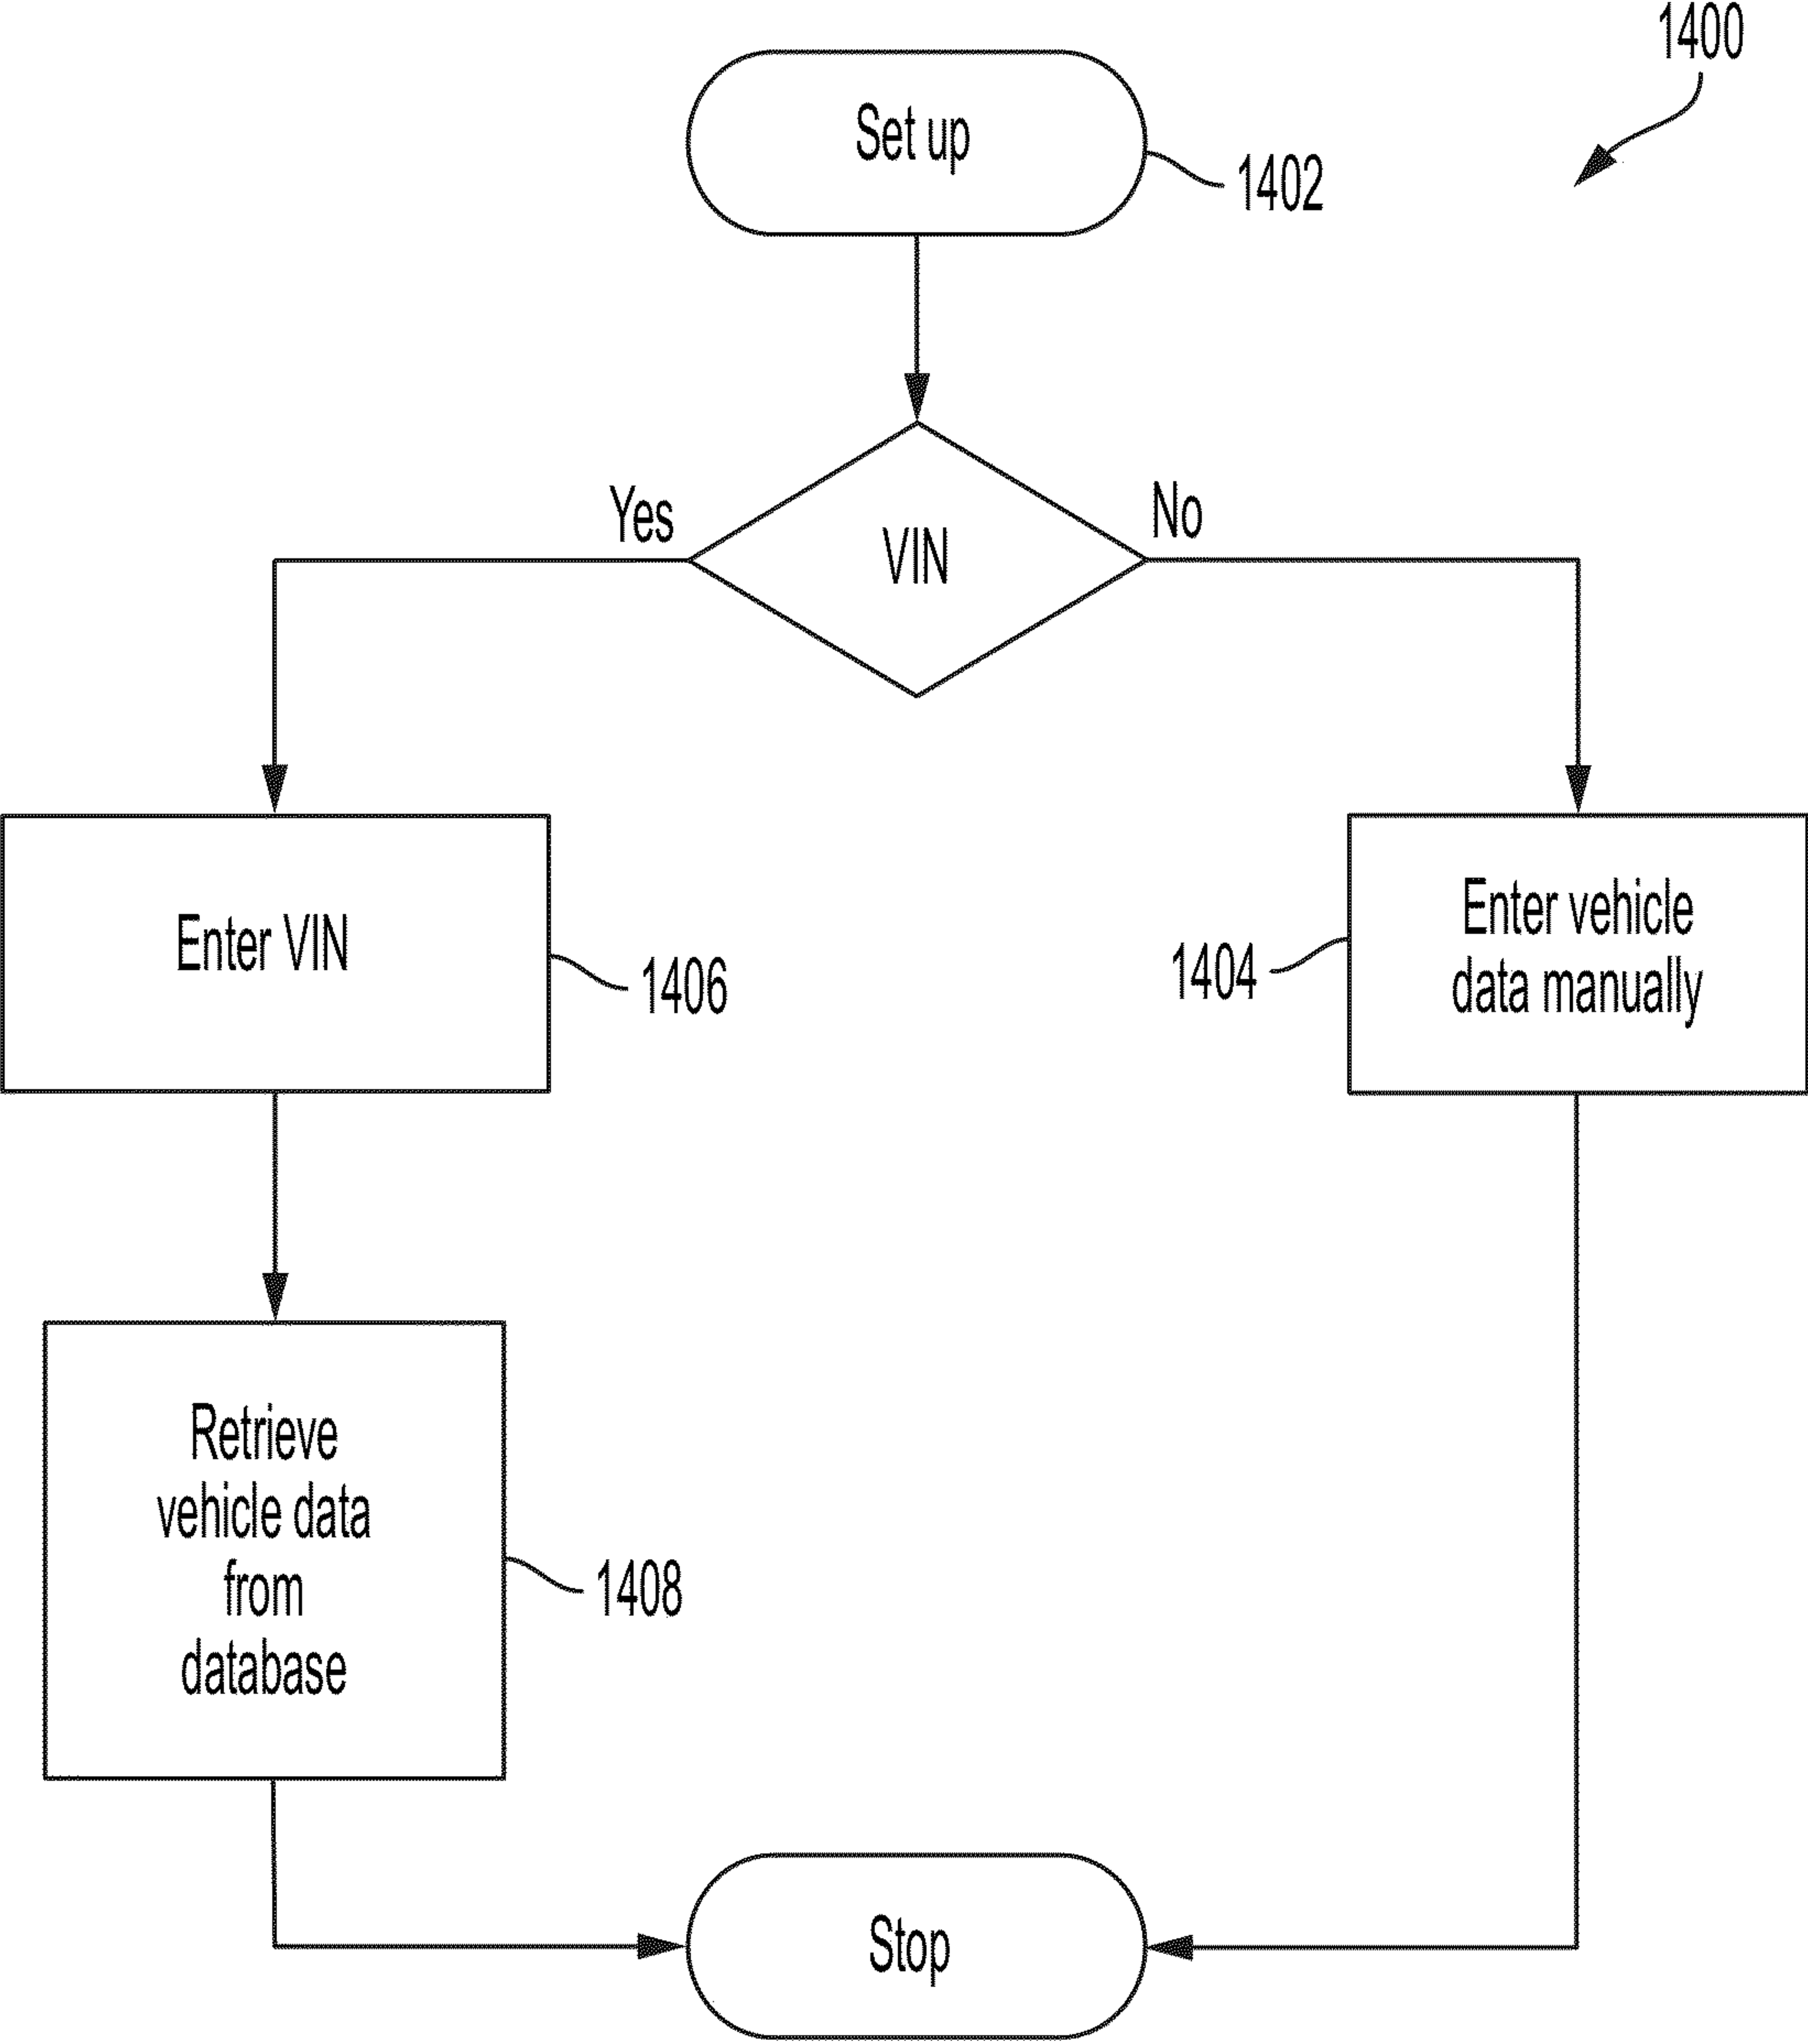 1400
Set up
1402
Yes
No
VIN
Enter VIN
1406
1404
Enter vehicle
data manually
Retrieve
vehicle data
from
database
1408
Stop